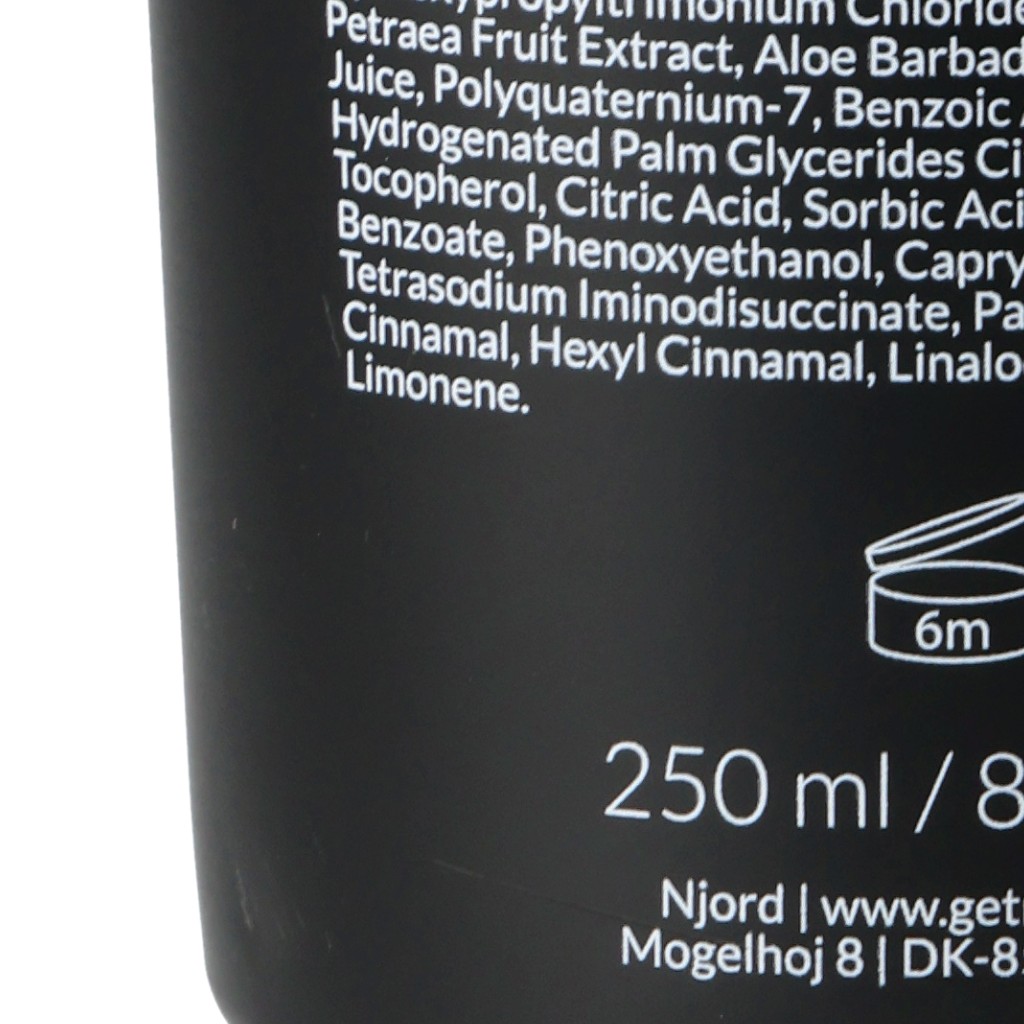 Petraea Fruit Extract, Aloe Barbad
Juice, Polyquaternium-7, Benzoic
Hydrogenated Palm Glycerides Ci
Tocopherol, Citric Acid, Sorbic Aci
Benzoate, Phenoxyethanol, Capry
Tetrasodium Iminodisuccinate, Pa
Cinnamal, Hexyl Cinnamal, Linalo
Limonene.
6m
250 ml / 8
Njord | www.get
Mogelhoj 8 | DK-8